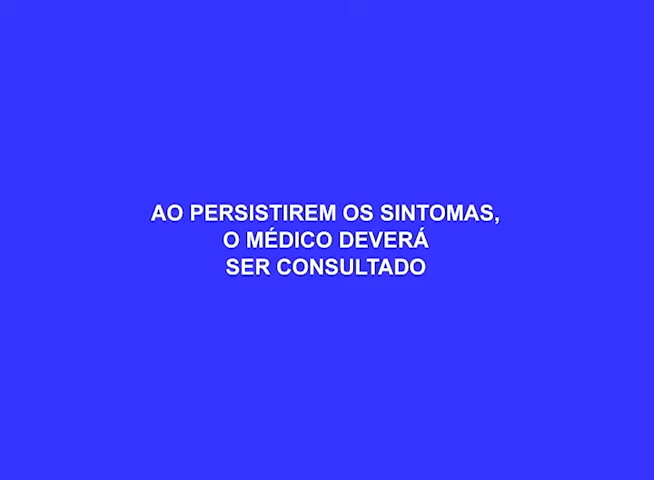 AO PERSISTIREM OS SINTOMAS,
O MÉDICO DEVERÁ
SER CONSULTADO